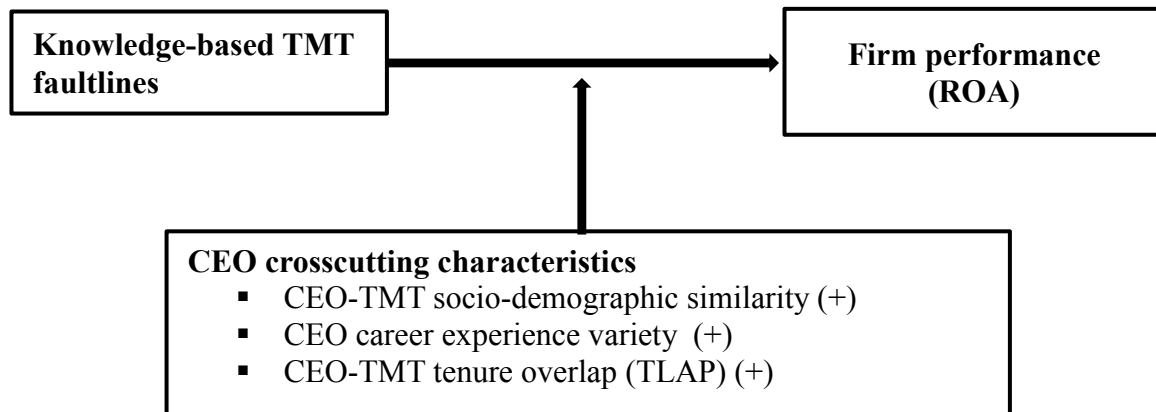 Knowledge-based TMT
faultlines
Firm performance
(ROA)
CEO crosscutting characteristics
▪ CEO-TMT socio-demographic similarity (+)
▪ CEO career experience variety (+)
▪ CEO-TMT tenure overlap (TLAP) (+)